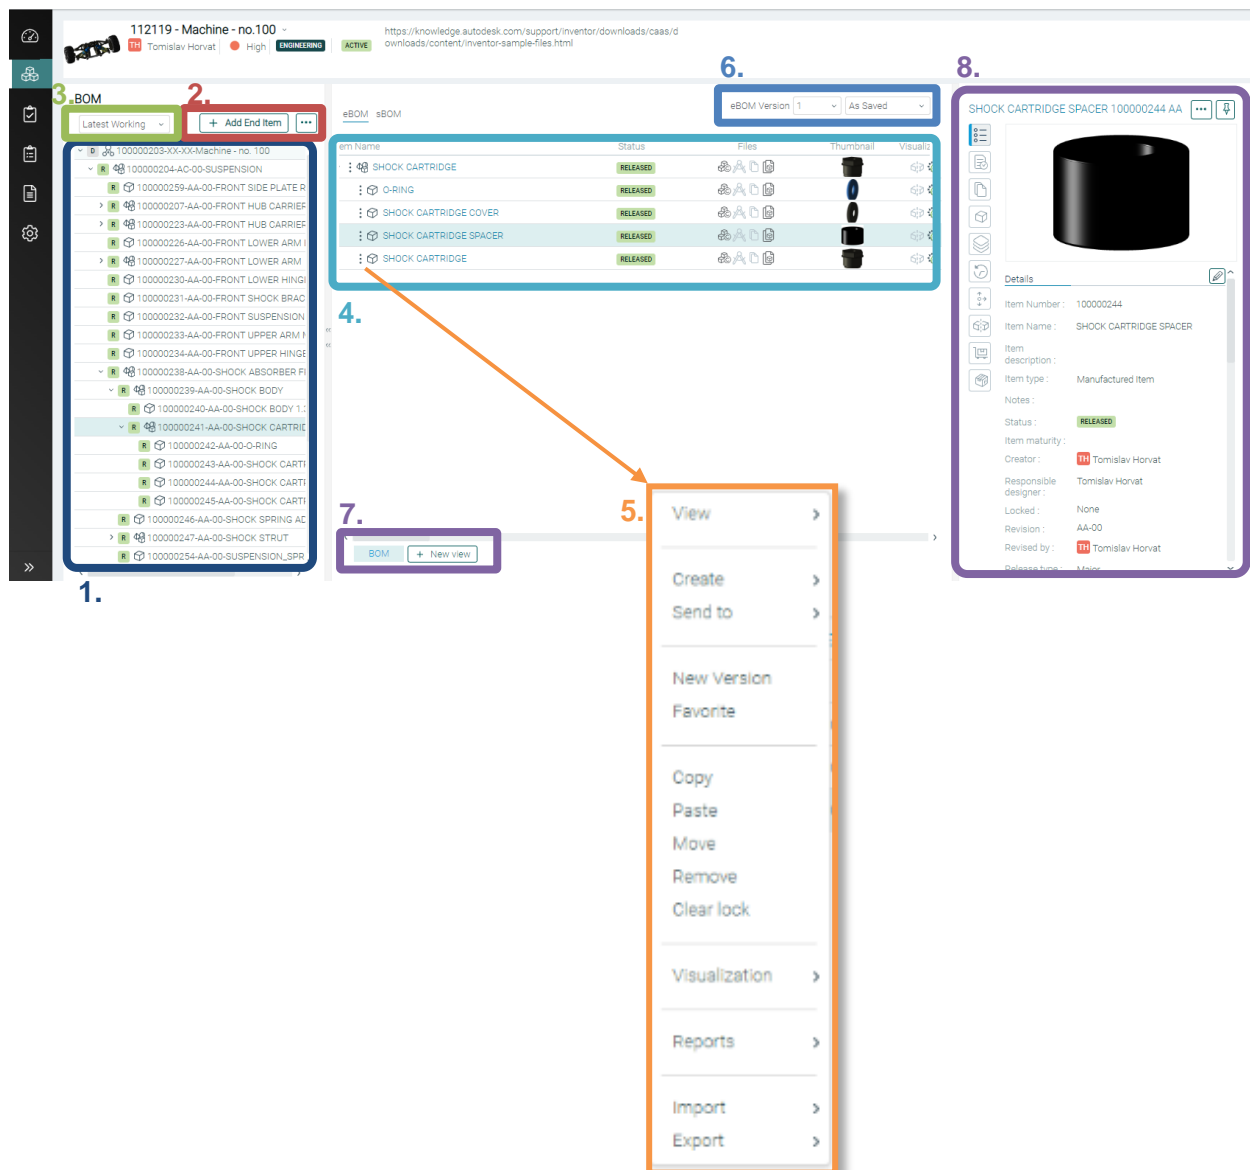 112119 - Machine - no.100
TH Tomislav Horvat High ENGINEERING ACTIVE
https://knowledge.autodesk.com/support/inventor/downloads/caas/d
ownloads/content/inventor-sample-files.html
3. BOM 2.
Latest Working + Add End Item ...
D 100000203-XX-XX-Machine - no. 100
R 100000204-AC-00-SUSPENSION
R 100000259-AA-00-FRONT SIDE PLATE R
R 100000207-AA-00-FRONT HUB CARRIER
R 100000223-AA-00-FRONT HUB CARRIER
R 100000226-AA-00-FRONT LOWER ARM
R 100000227-AA-00-FRONT LOWER ARM
R 100000230-AA-00-FRONT LOWER HING
R 100000231-AA-00-FRONT SHOCK BRAC
R 100000232-AA-00-FRONT SUSPENSION
R 100000233-AA-00-FRONT UPPER ARM
R 100000234-AA-00-FRONT UPPER HINGE
R 100000238-AA-00-SHOCK ABSORBER
R 100000239-AA-00-SHOCK BODY
R 100000240-AA-00-SHOCK BODY 1.
R 100000241-AA-00-SHOCK CARTRI
R 100000242-AA-00-O-RING
R 100000243-AA-00-SHOCK CART
R 100000244-AA-00-SHOCK CART
R 100000245-AA-00-SHOCK CART
R 100000246-AA-00-SHOCK SPRING
R 100000247-AA-00-SHOCK STRUT
R 100000254-AA-00-SUSPENSION_SPR
1.
6.
eBOM sBOM
eBOM Version 1 As Saved
em Name Status Files Thumbnail Visualiz
SHOCK CARTRIDGE RELEASED
O-RING RELEASED
SHOCK CARTRIDGE COVER RELEASED
SHOCK CARTRIDGE SPACER RELEASED
SHOCK CARTRIDGE RELEASED
4.
7.
BOM + New view
5.
View
Create
Send to
New Version
Favorite
Copy
Paste
Move
Remove
Clear lock
Visualization
Reports
Import
Export
8.
SHOCK CARTRIDGE SPACER 100000244 AA ...
Details
Item Number : 100000244
Item Name : SHOCK CARTRIDGE SPACER
Item
description :
Item type : Manufactured Item
Notes :
Status : RELEASED
Item maturity :
Creator : TH Tomislav Horvat
Responsible Tomislav Horvat
designer :
Locked : None
Revision : AA-00
Revised by : TH Tomislav Horvat
Release type : Major